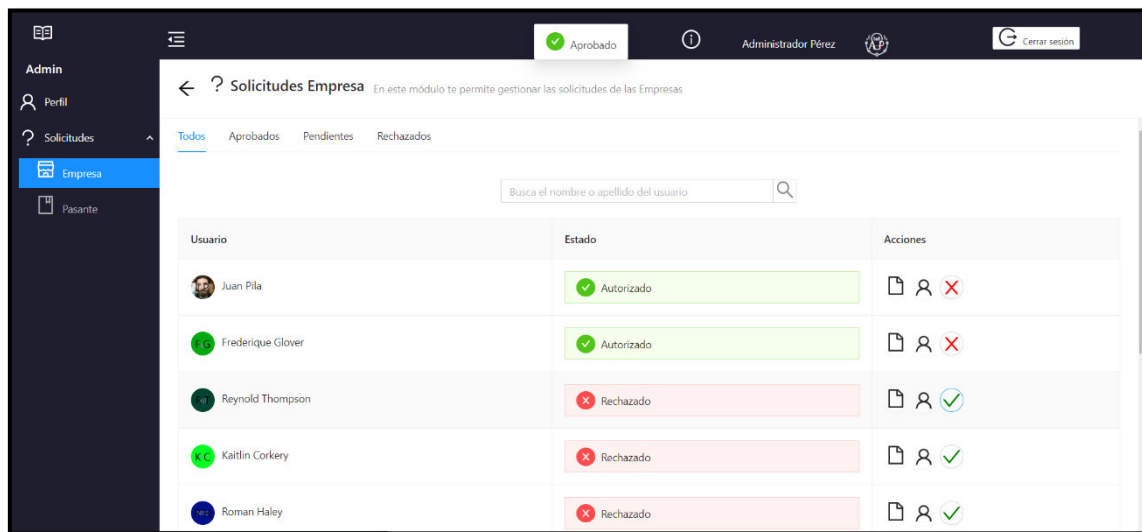 Aprobado
Administrador Pérez
Cerrar sesión
Admin
Perfil
Solicitudes
Empresa
Pasante
Solicitudes Empresa En este módulo te permite gestionar las solicitudes de las Empresas
Todos Aprobados Pendientes Rechazados
Busca el nombre o apellido del usuario
Usuario Estado Acciones
Juan Pila Autorizado
FG Frederique Glover Autorizado
Reynold Thompson Rechazado
KC Kaitlin Corkery Rechazado
Roman Haley Rechazado